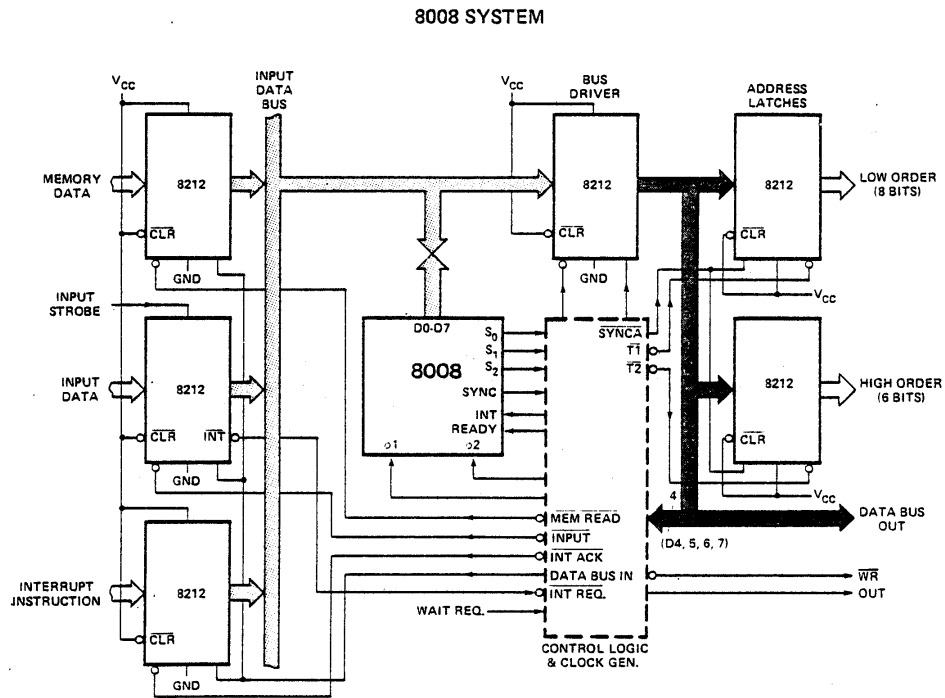 8008 SYSTEM
VCC
INPUT
DATA
BUS
VCC
BUS
DRIVER
ADDRESS
LATCHES
MEMORY
DATA
8212
CLR
GND
8212
CLR
GND
8212
CLR
LOW ORDER
(8 BITS)
VCC
INPUT
STROBE
INPUT
DATA
8212
CLR
INT
GND
D0-D7
8008
S0
S1
S2
SYNC
INT
READY
φ1
φ2
SYNCA
T1
T2
8212
CLR
HIGH ORDER
(6 BITS)
VCC
4
DATA BUS
OUT
(D4, 5, 6, 7)
MEM READ
INPUT
INT ACK
DATA BUS IN
INT REQ.
WAIT REQ.
WR
OUT
INTERRUPT
INSTRUCTION
8212
CLR
GND
CONTROL LOGIC
& CLOCK GEN.